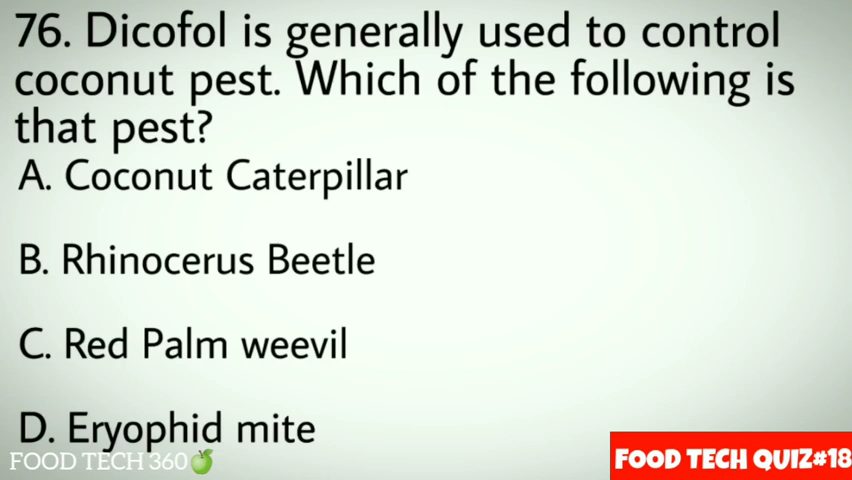 76. Dicofol is generally used to control
coconut pest. Which of the following is
that pest?
A. Coconut Caterpillar
B. Rhinocerus Beetle
C. Red Palm weevil
D. Eryophid mite
FOOD TECH 360
FOOD TECH QUIZ#18